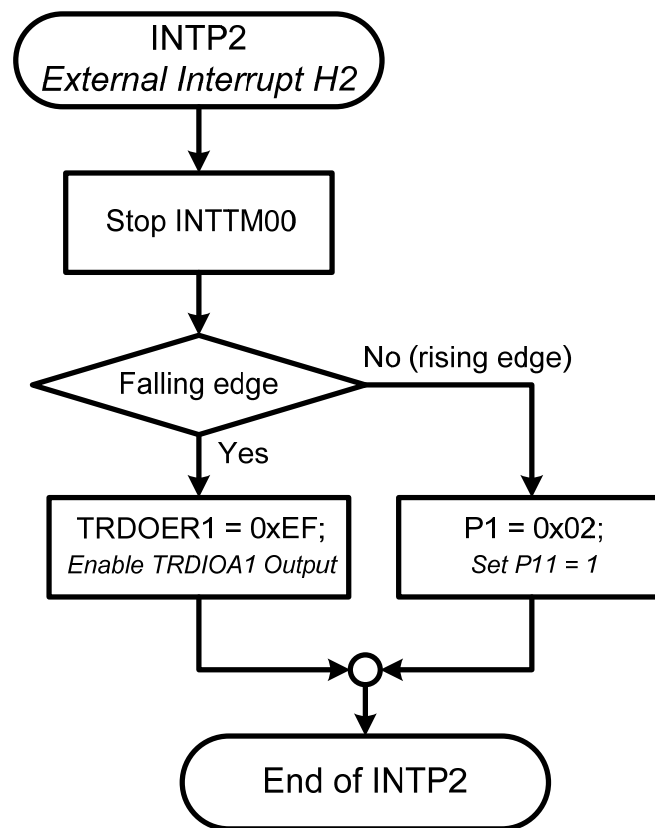 INTP2
External Interrupt H2
Stop INTTM00
Falling edge
No (rising edge)
Yes
TRDOER1 = 0xEF;
Enable TRDIOA1 Output
P1 = 0x02;
Set P11 = 1
End of INTP2